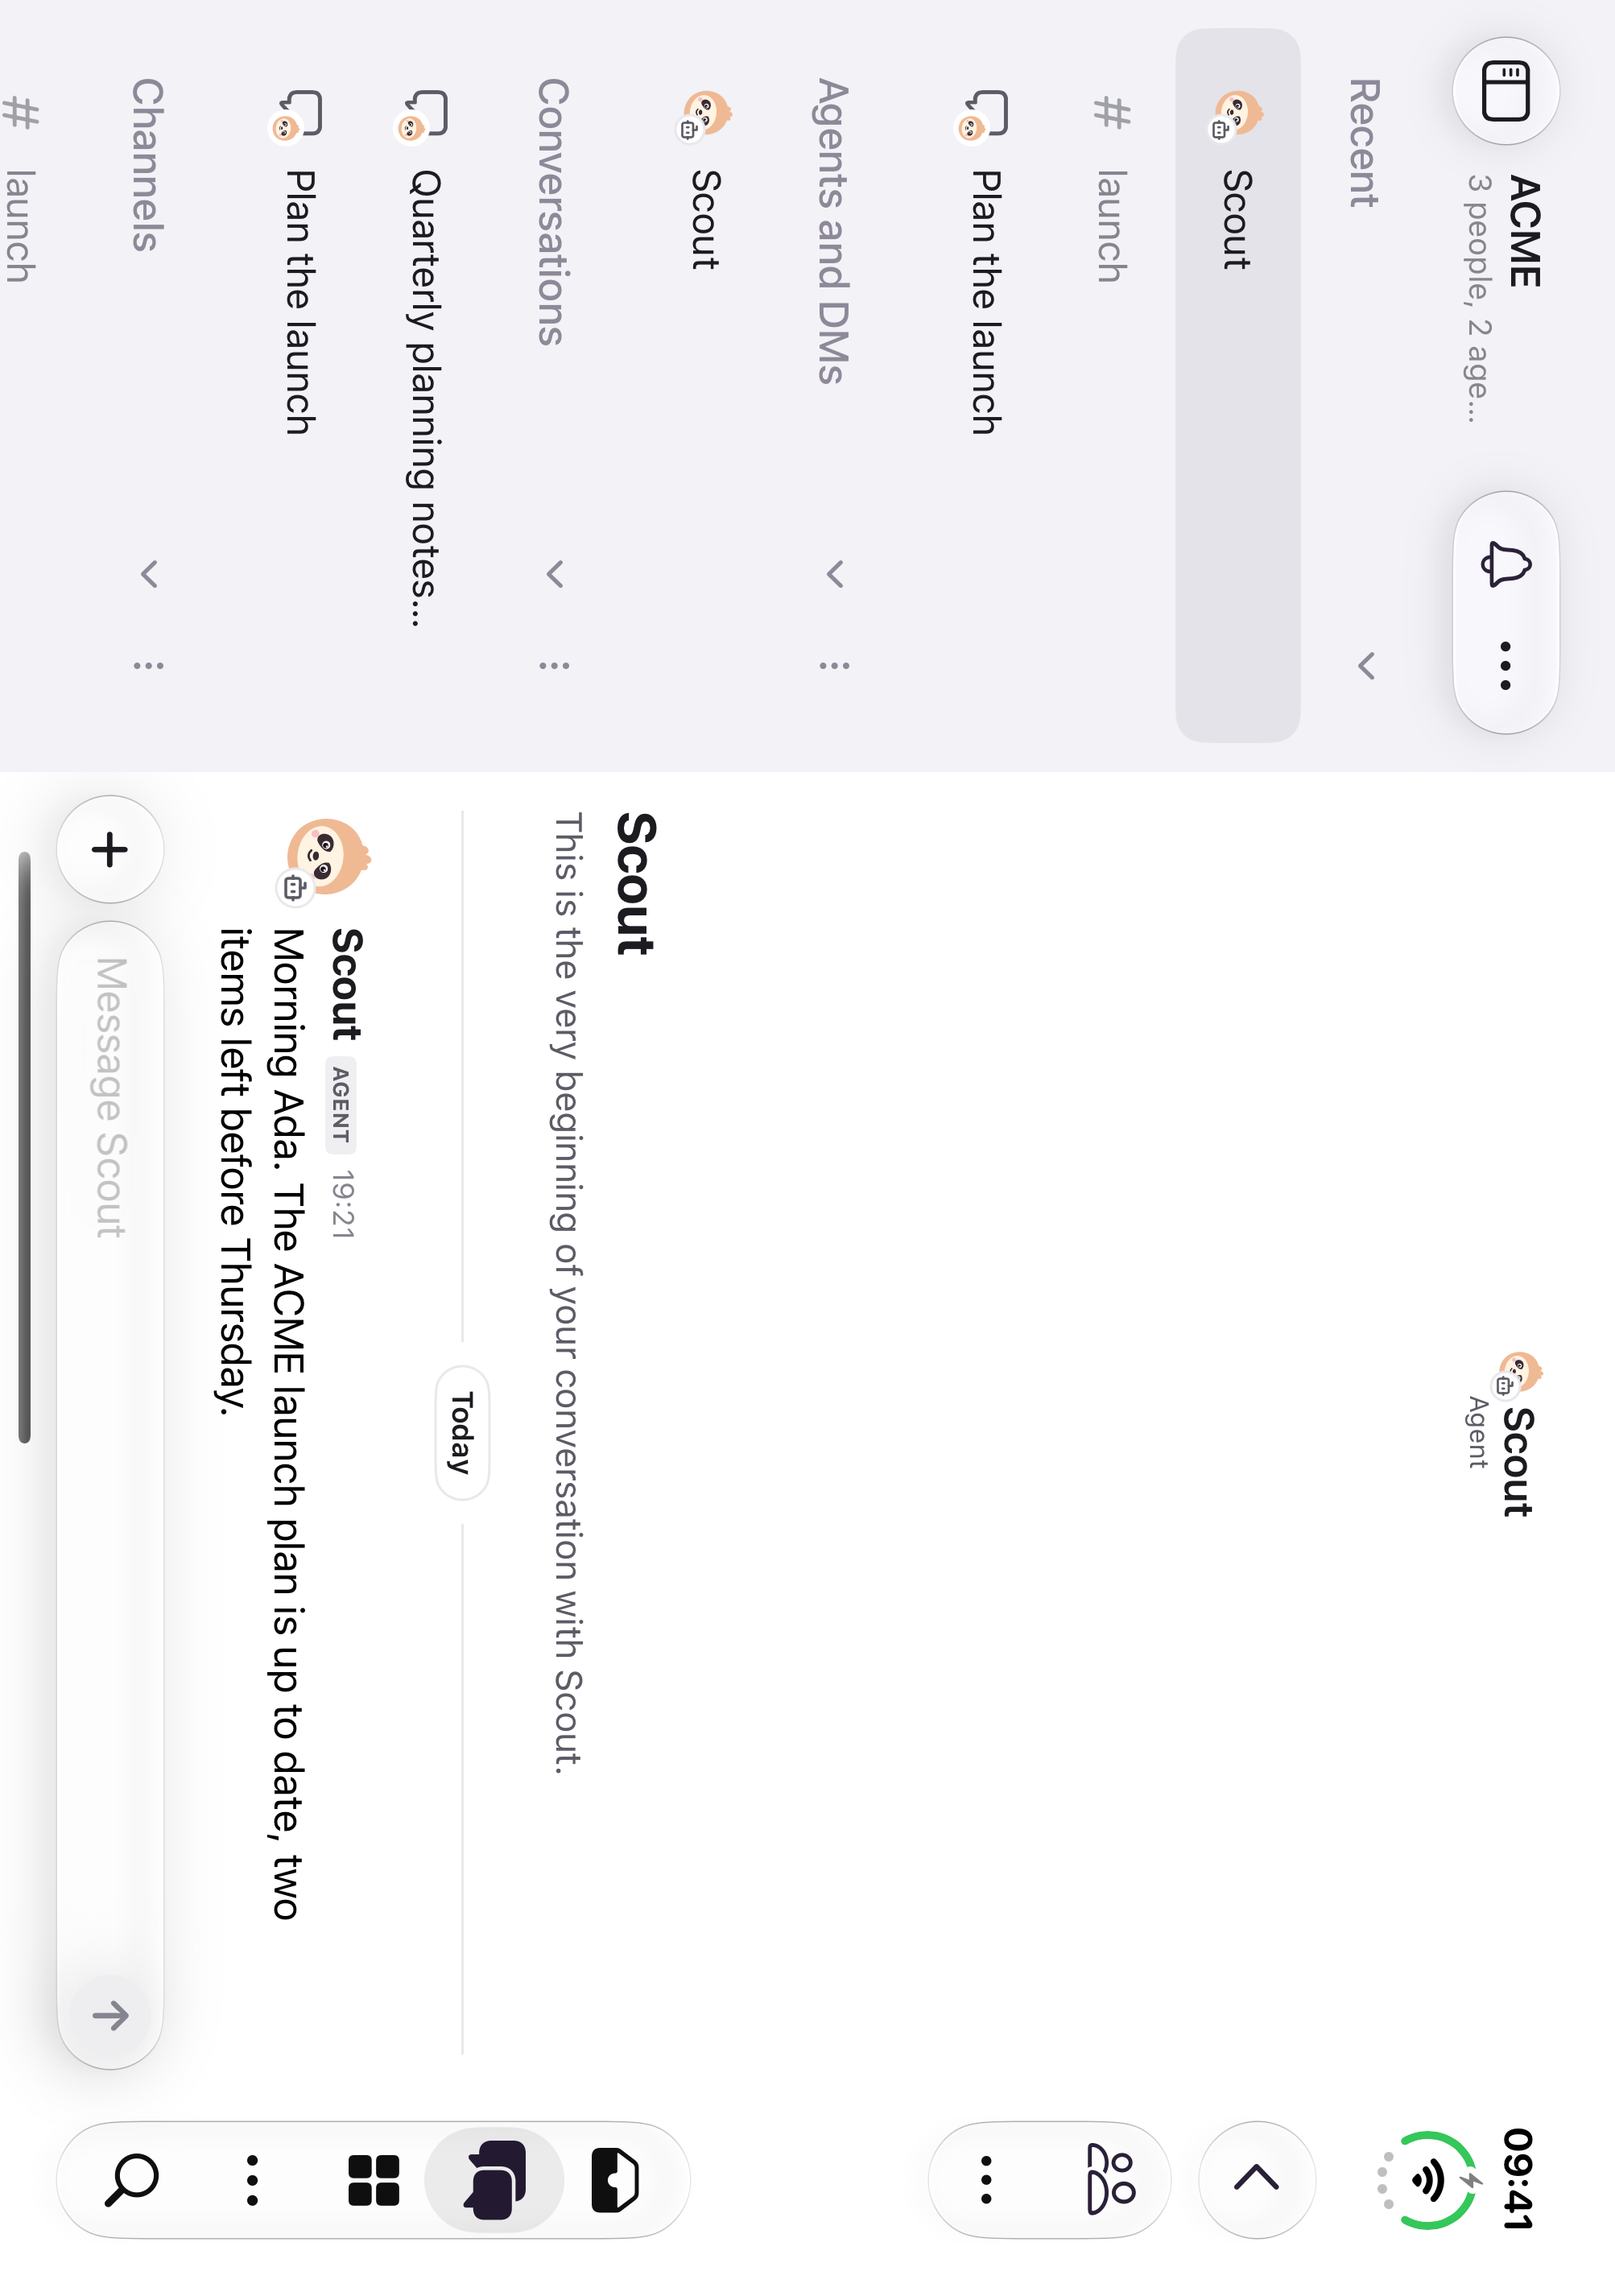 ACME
3 people, 2 age...
Recent
Scout
launch
Plan the launch
Agents and DMs
Scout
Conversations
Quarterly planning notes...
Plan the launch
Channels
launch
Scout
Agent
Scout
This is the very beginning of your conversation with Scout.
Today
Scout AGENT 19:21
Morning Ada. The ACME launch plan is up to date, two
items left before Thursday.
Message Scout
09:41